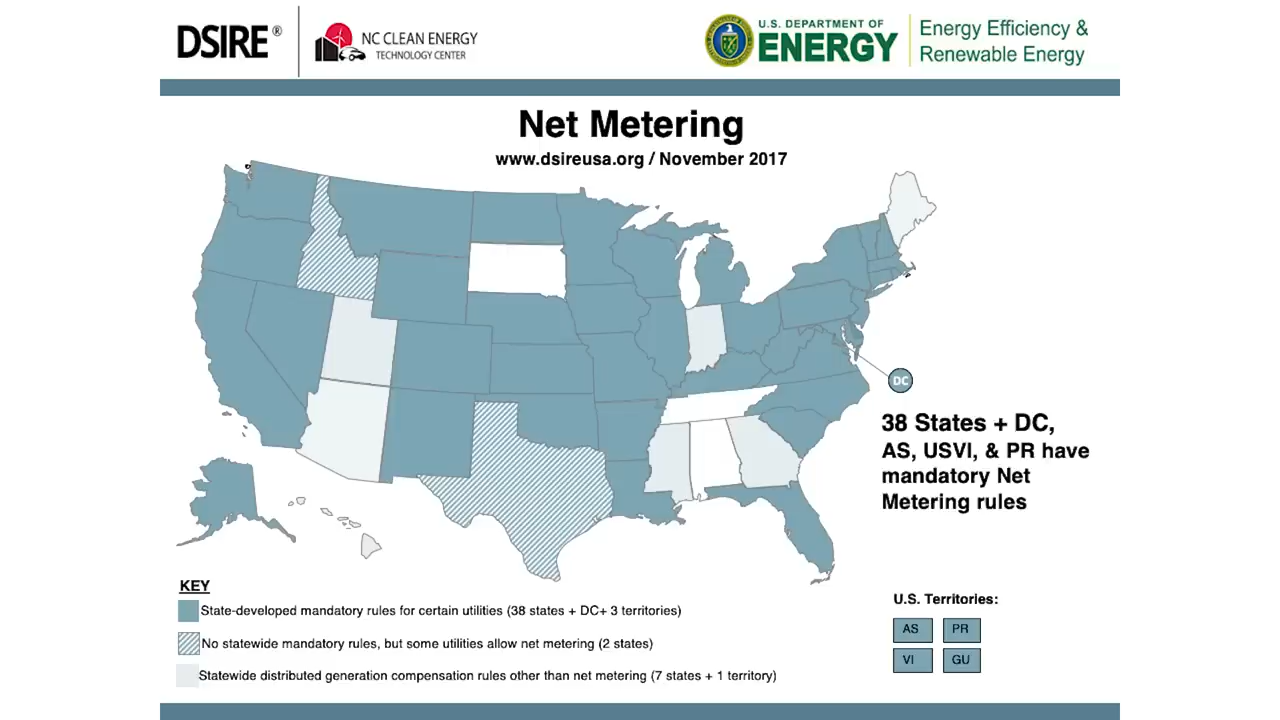 DSIRE®
NC CLEAN ENERGY
TECHNOLOGY CENTER
U.S. DEPARTMENT OF
ENERGY
Energy Efficiency &
Renewable Energy
Net Metering
www.dsireusa.org / November 2017
DC
38 States + DC,
AS, USVI, & PR have
mandatory Net
Metering rules
KEY
State-developed mandatory rules for certain utilities (38 states + DC+ 3 territories)
No statewide mandatory rules, but some utilities allow net metering (2 states)
Statewide distributed generation compensation rules other than net metering (7 states + 1 territory)
U.S. Territories:
AS
PR
VI
GU